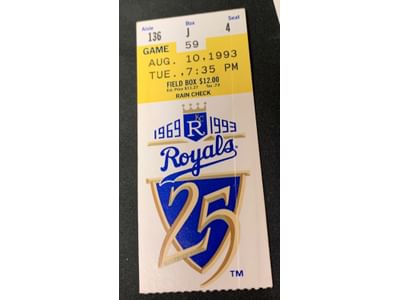 Aisle Box Seat
136 J 4
GAME 59
AUG. 10,1993
TUE.,7:35 PM
FIELD BOX $12.00
RAIN CHECK
KC
R
1969 1993
Royals
25
TM